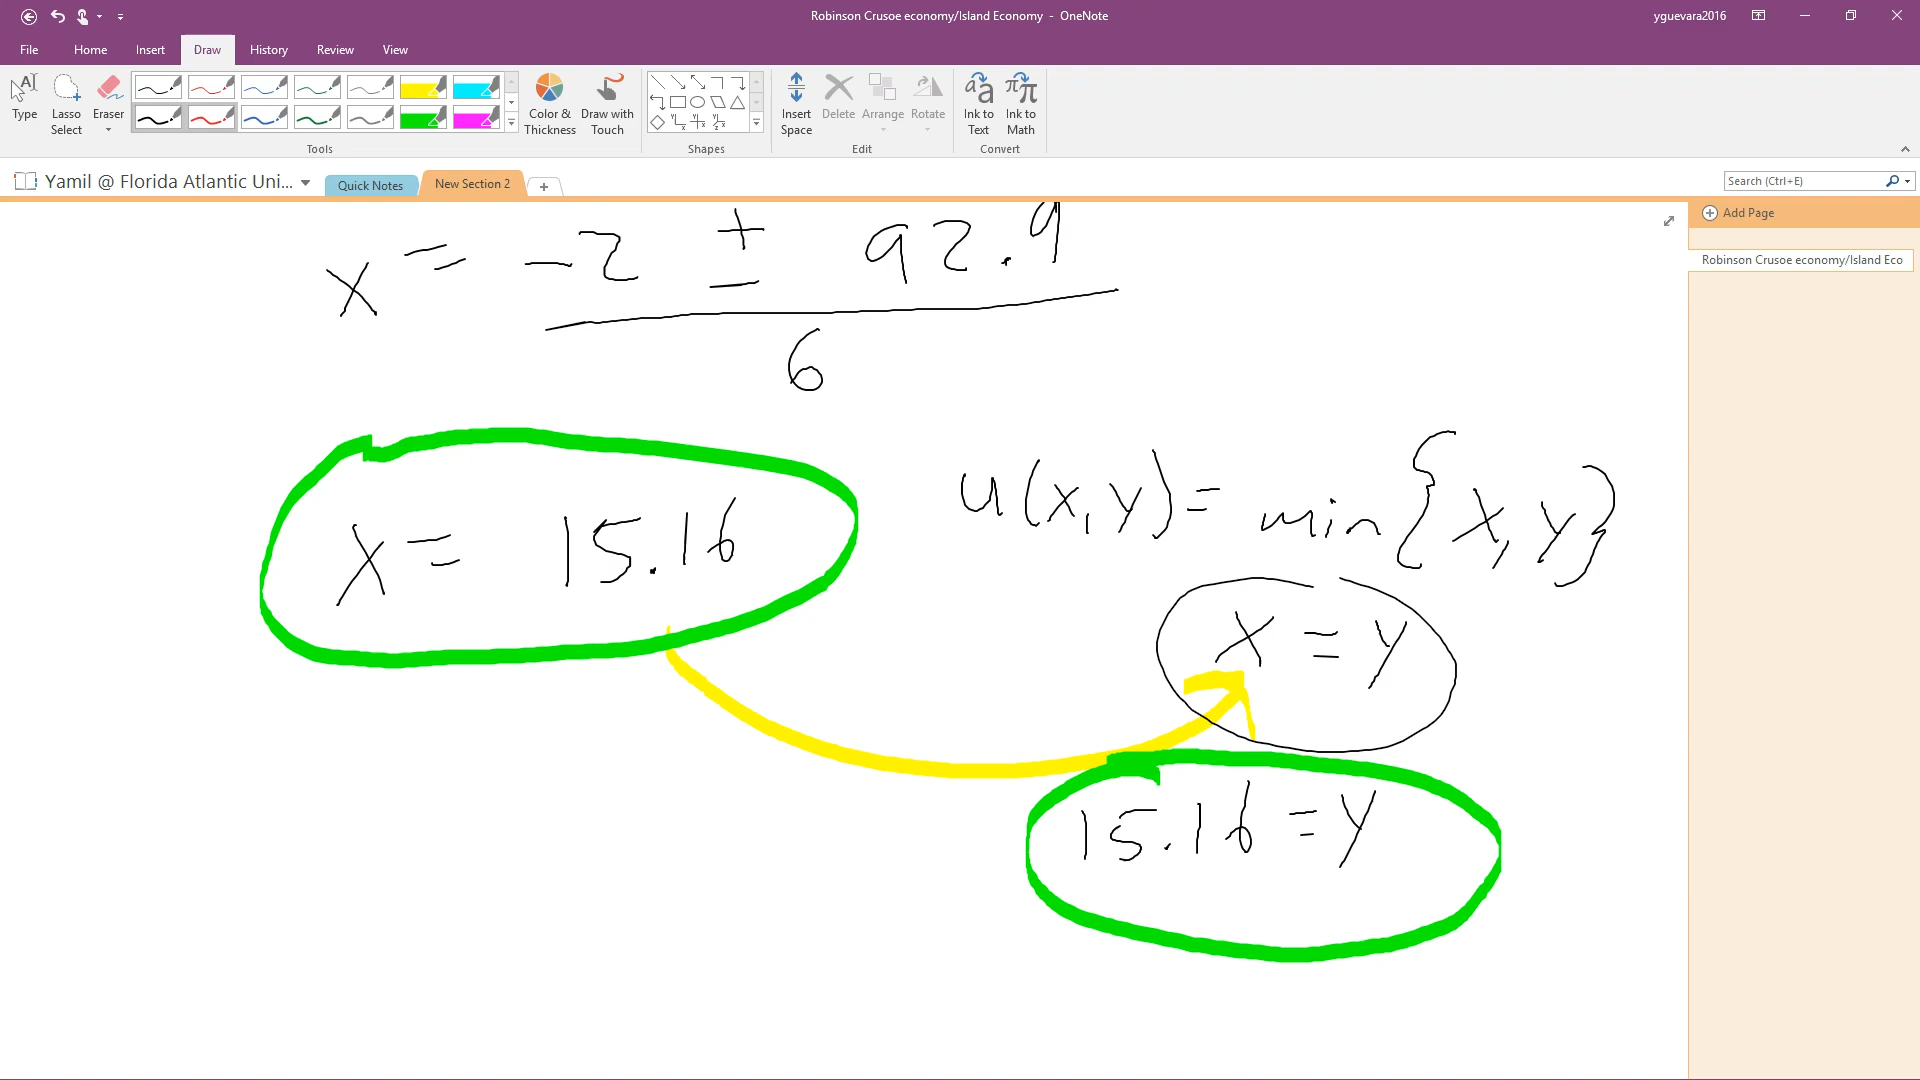 Robinson Crusoe economy/Island Economy - OneNote
yguevara2016
File Home Insert Draw History Review View
Type
Lasso Select
Eraser
Color & Thickness
Draw with Touch
Insert Space
Delete
Arrange
Rotate
Ink to Text
Ink to Math
Tools
Shapes
Edit
Convert
Yamil @ Florida Atlantic Uni...
Quick Notes
New Section 2
Search (Ctrl+E)
Add Page
Robinson Crusoe economy/Island Eco
x = -2 ± 92.9
6
x = 15.16
u(x,y) = min{x,y}
x = y
15.16 = y